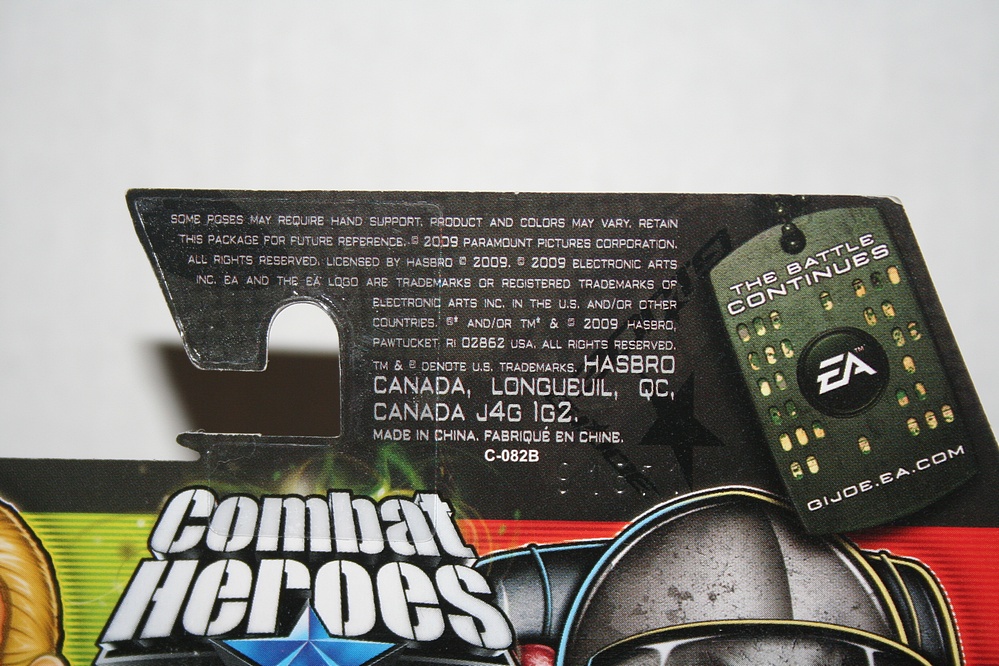 SOME POSES MAY REQUIRE HAND SUPPORT. PRODUCT AND COLORS MAY VARY. RETAIN
THIS PACKAGE FOR FUTURE REFERENCE. © 2009 PARAMOUNT PICTURES CORPORATION.
ALL RIGHTS RESERVED. LICENSED BY HASBRO © 2009. © 2009 ELECTRONIC ARTS
INC. EA AND THE EA LOGO ARE TRADEMARKS OR REGISTERED TRADEMARKS OF
ELECTRONIC ARTS INC. IN THE U.S. AND/OR OTHER
COUNTRIES. ®* AND/OR TM* & © 2009 HASBRO,
PAWTUCKET RI 02862 USA. ALL RIGHTS RESERVED.
TM & ® DENOTE U.S. TRADEMARKS. HASBRO
CANADA, LONGUEUIL, QC,
CANADA J4G 1G2.
MADE IN CHINA. FABRIQUÉ EN CHINE.
C-082B
THE BATTLE
CONTINUES
EA™
GIJOE.EA.COM
Combat
Heroes